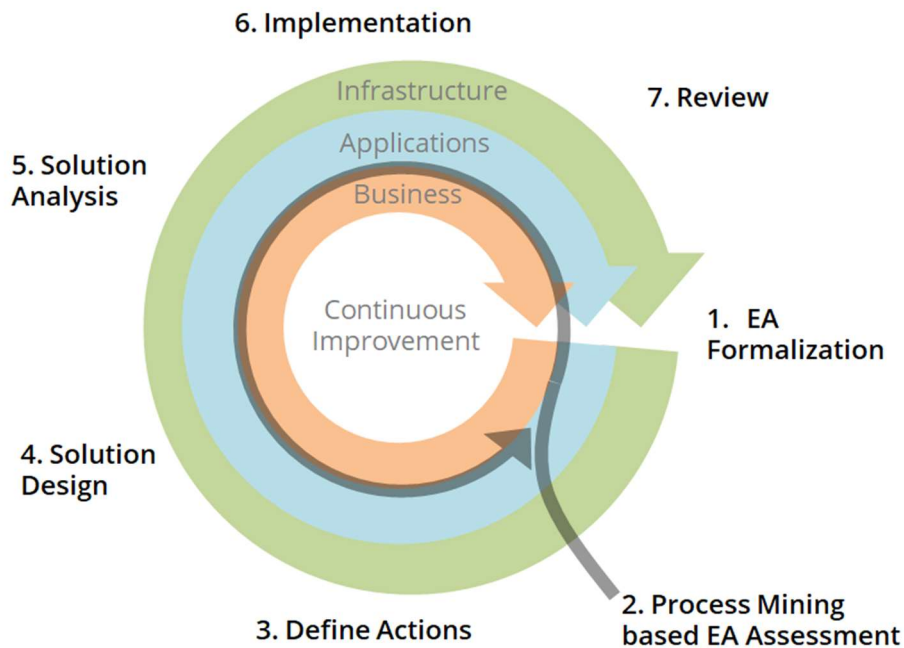 6. Implementation
Infrastructure
7. Review
Applications
5. Solution
Analysis
Business
Continuous
Improvement
1. EA
Formalization
4. Solution
Design
2. Process Mining
based EA Assessment
3. Define Actions